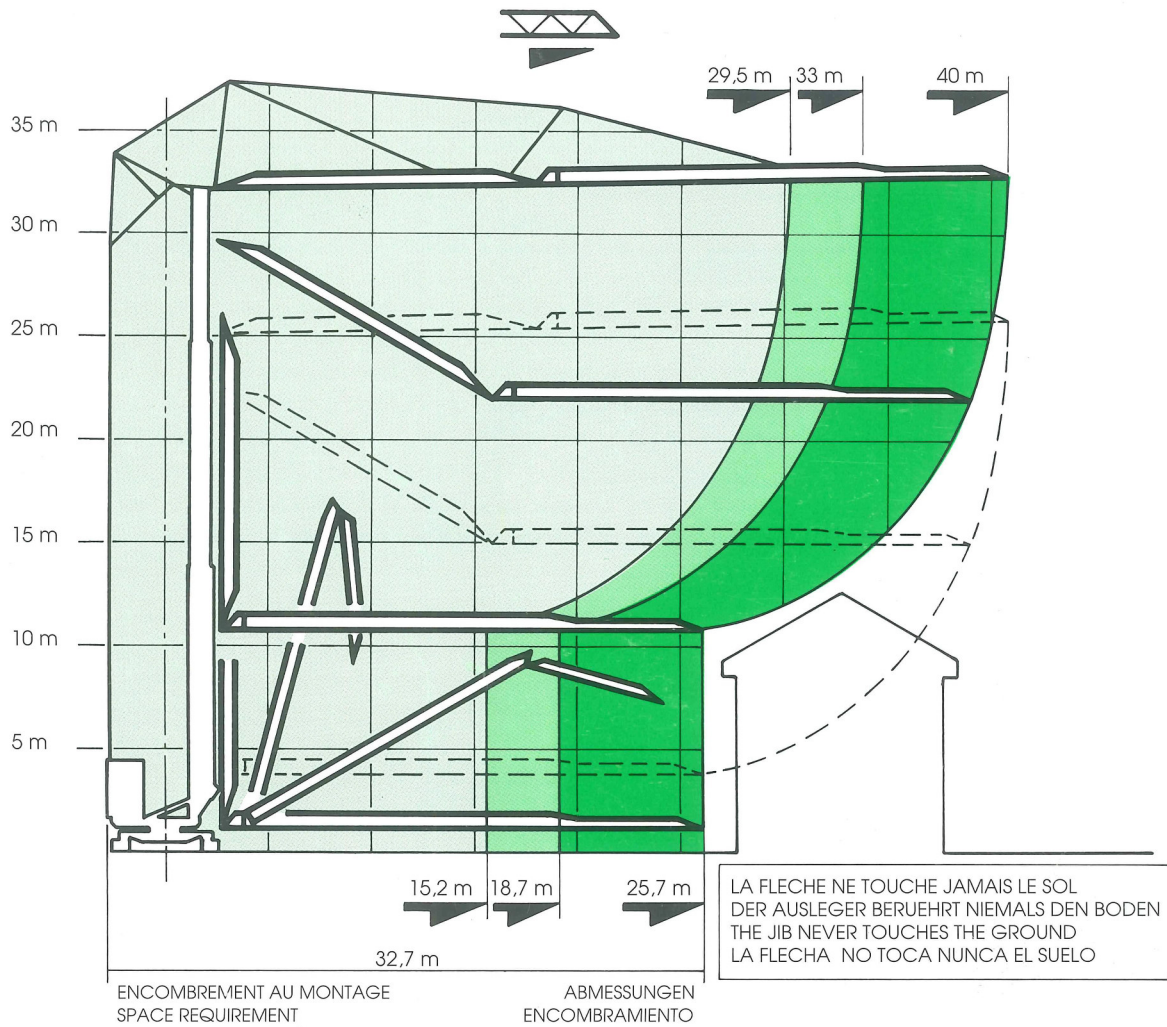 29,5 m 33 m 40 m
35 m
30 m
25 m
20 m
15 m
10 m
5 m
15,2 m 18,7 m 25,7 m
32,7 m
ENCOMBREMENT AU MONTAGE ABMESSUNGEN
SPACE REQUIREMENT ENCOMBRAMIENTO
LA FLECHE NE TOUCHE JAMAIS LE SOL
DER AUSLEGER BERUEHRT NIEMALS DEN BODEN
THE JIB NEVER TOUCHES THE GROUND
LA FLECHA NO TOCA NUNCA EL SUELO